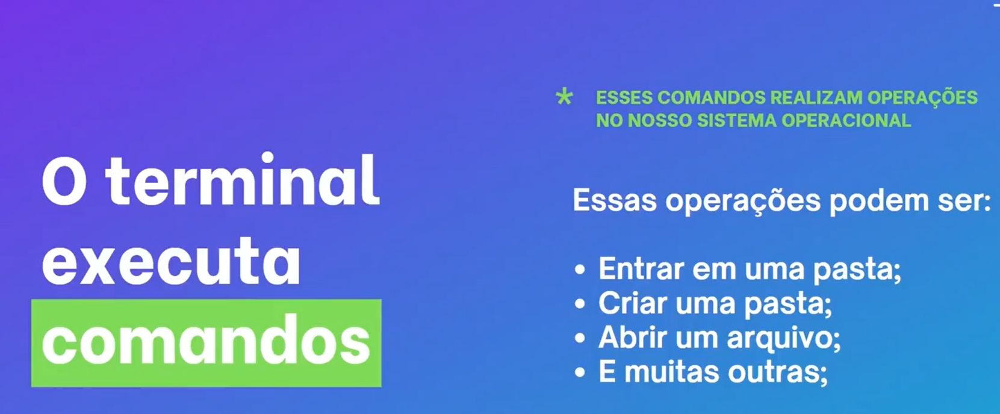 O terminal
executa
comandos
* ESSES COMANDOS REALIZAM OPERAÇÕES
NO NOSSO SISTEMA OPERACIONAL
Essas operações podem ser:
• Entrar em uma pasta;
• Criar uma pasta;
• Abrir um arquivo;
• E muitas outras;